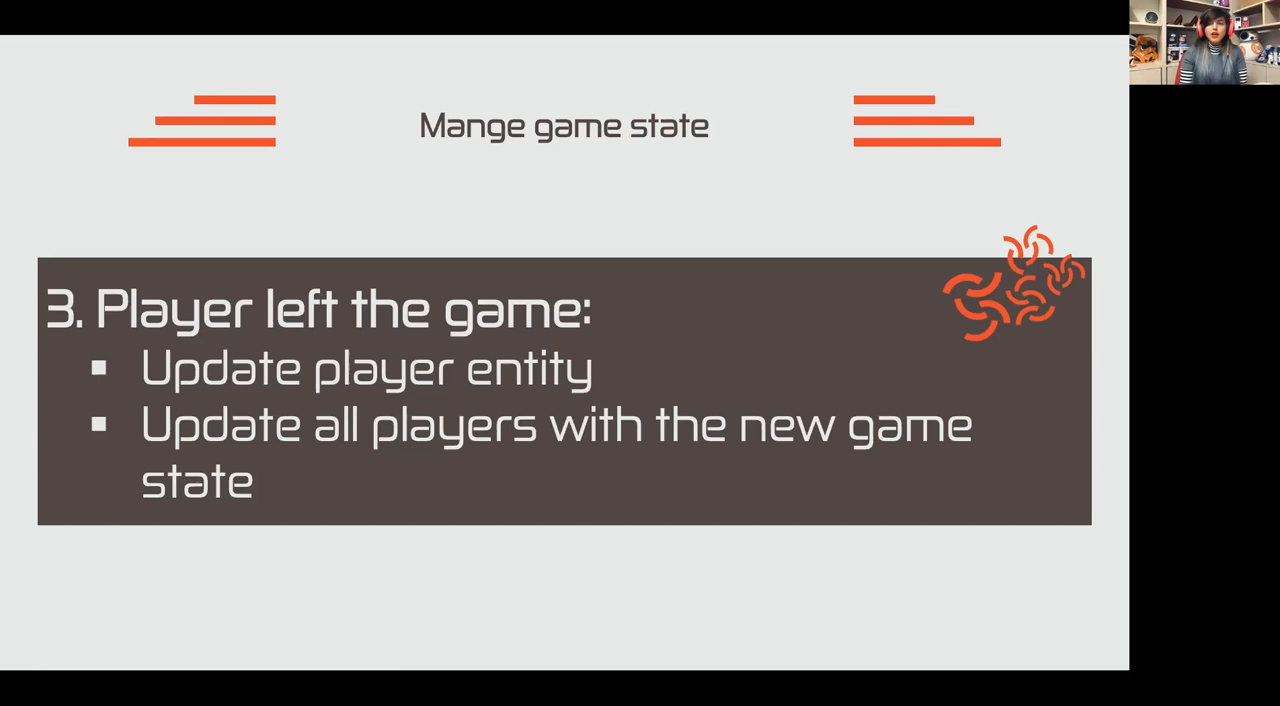 Mange game state
3. Player left the game:
▪ Update player entity
▪ Update all players with the new game
state